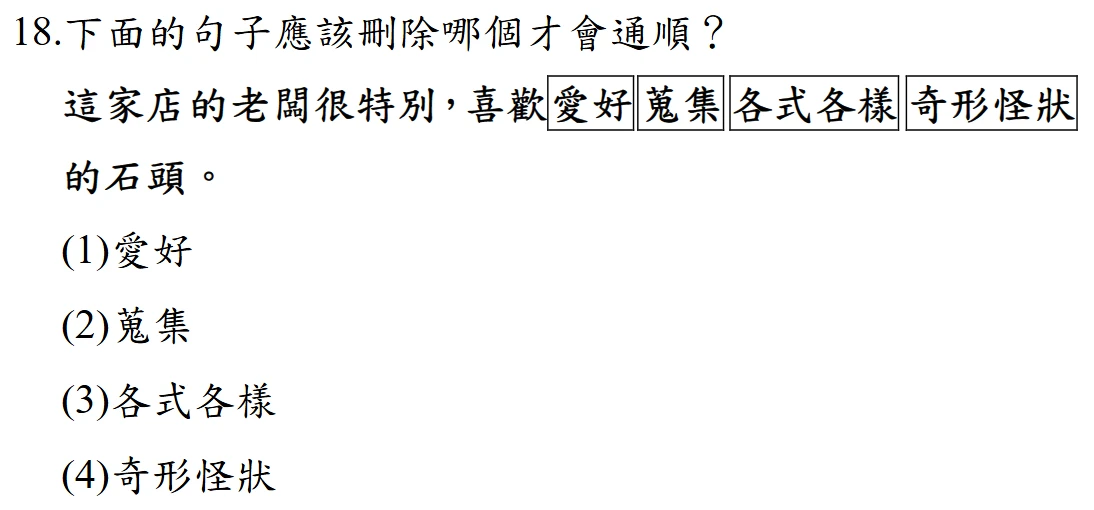 18.下面的句子應該刪除哪個才會通順？
這家店的老闆很特別，喜歡愛好蒐集各式各樣奇形怪狀
的石頭。
(1)愛好
(2)蒐集
(3)各式各樣
(4)奇形怪狀